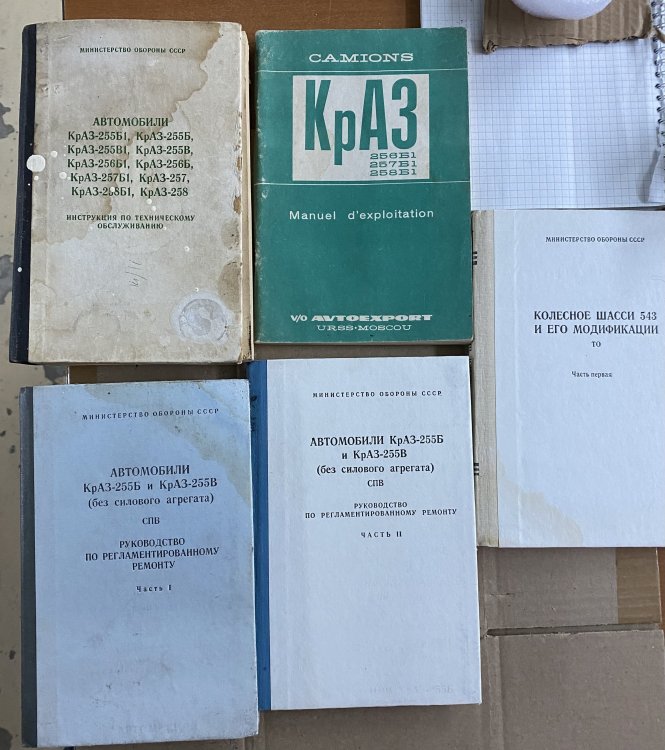 МИНИСТЕРСТВО ОБОРОНЫ СССР
АВТОМОБИЛИ
КрАЗ-255Б1, КрАЗ-255Б,
КрАЗ-255В1, КрАЗ-255В,
КрАЗ-256Б1, КрАЗ-256Б,
КрАЗ-257Б1, КрАЗ-257,
КрАЗ-258Б1, КрАЗ-258
ИНСТРУКЦИЯ ПО ТЕХНИЧЕСКОМУ
ОБСЛУЖИВАНИЮ
CAMIONS
КрАЗ
256Б1
257Б1
258Б1
Manuel d'exploitation
V/O AVTOEXPORT
URSS·MOSCOU
МИНИСТЕРСТВО ОБОРОНЫ СССР
КОЛЕСНОЕ ШАССИ 543
И ЕГО МОДИФИКАЦИИ
ТО
Часть первая
МИНИСТЕРСТВО ОБОРОНЫ СССР
АВТОМОБИЛИ
КрАЗ-255Б и КрАЗ-255В
(без силового агрегата)
СПВ
РУКОВОДСТВО
ПО РЕГЛАМЕНТИРОВАННОМУ
РЕМОНТУ
Часть I
МИНИСТЕРСТВО ОБОРОНЫ СССР
АВТОМОБИЛИ КрАЗ-255Б
и КрАЗ-255В
(без силового агрегата)
СПВ
РУКОВОДСТВО
ПО РЕГЛАМЕНТИРОВАННОМУ РЕМОНТУ
ЧАСТЬ II